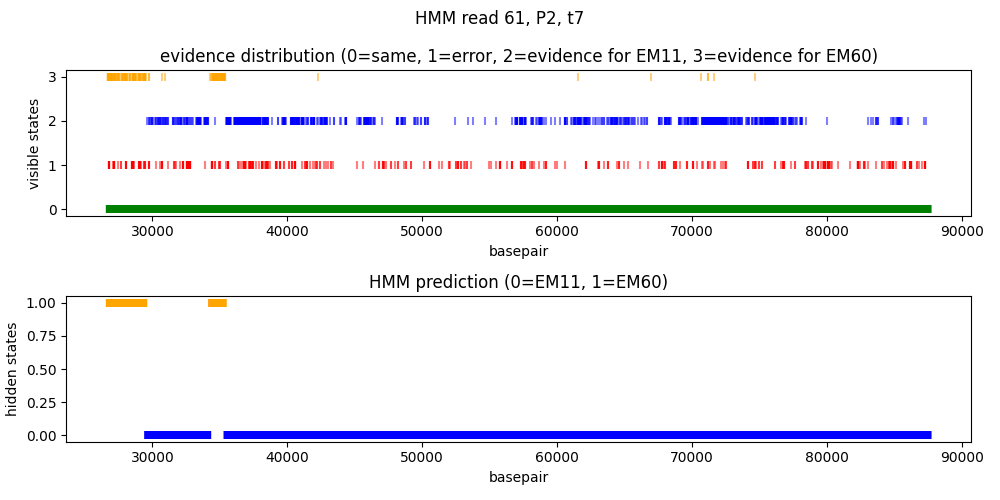 HMM read 61, P2, t7
evidence distribution (0=same, 1=error, 2=evidence for EM11, 3=evidence for EM60)
visible states
3
2
1
0
30000 40000 50000 60000 70000 80000 90000
basepair
HMM prediction (0=EM11, 1=EM60)
hidden states
1.00
0.75
0.50
0.25
0.00
30000 40000 50000 60000 70000 80000 90000
basepair